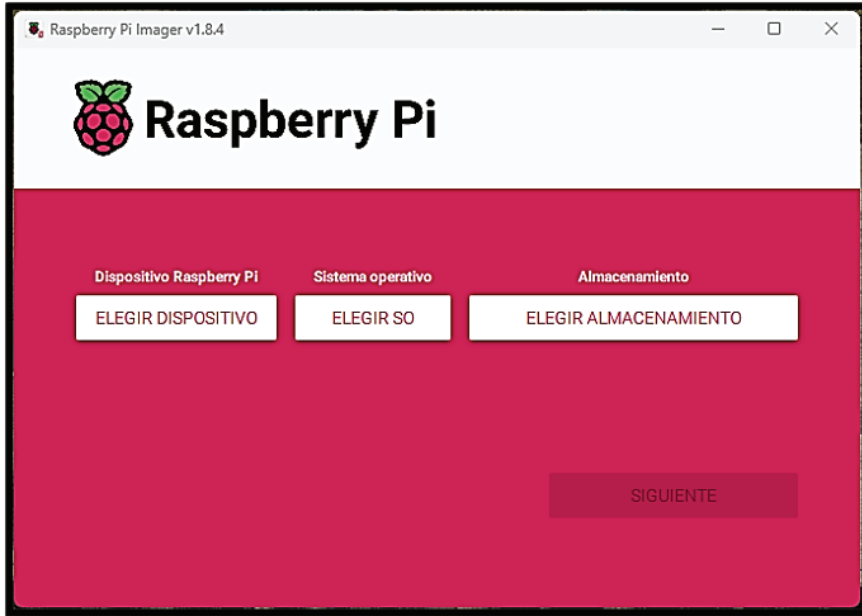 Raspberry Pi Imager v1.8.4
Raspberry Pi
Dispositivo Raspberry Pi Sistema operativo Almacenamiento
ELEGIR DISPOSITIVO ELEGIR SO ELEGIR ALMACENAMIENTO
SIGUIENTE